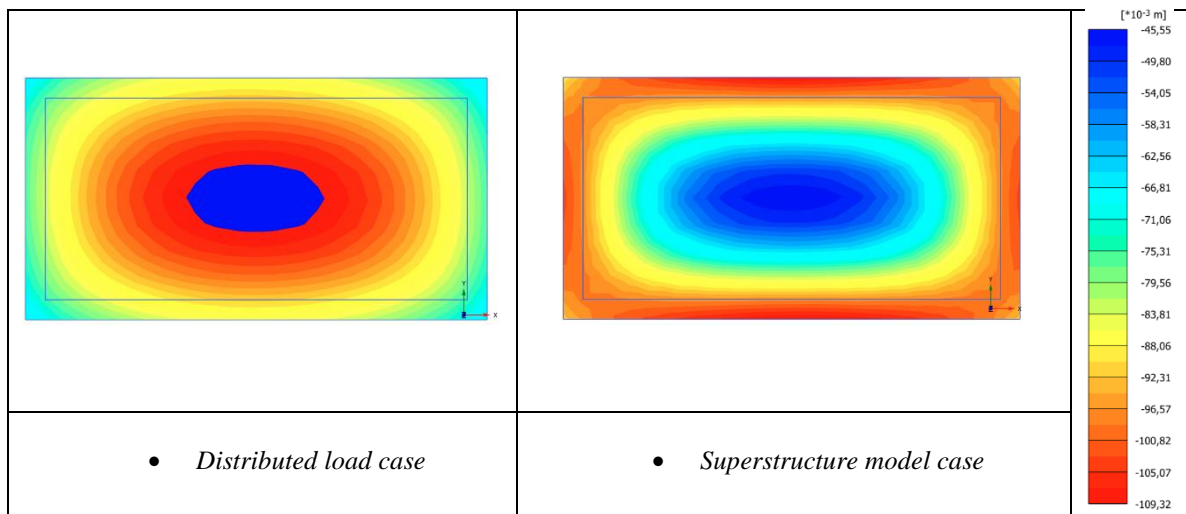 [*10⁻³ m]
-45,55
-49,80
-54,05
-58,31
-62,56
-66,81
-71,06
-75,31
-79,56
-83,81
-88,06
-92,31
-96,57
-100,82
-105,07
-109,32
Y
X
Y
X
• Distributed load case
• Superstructure model case